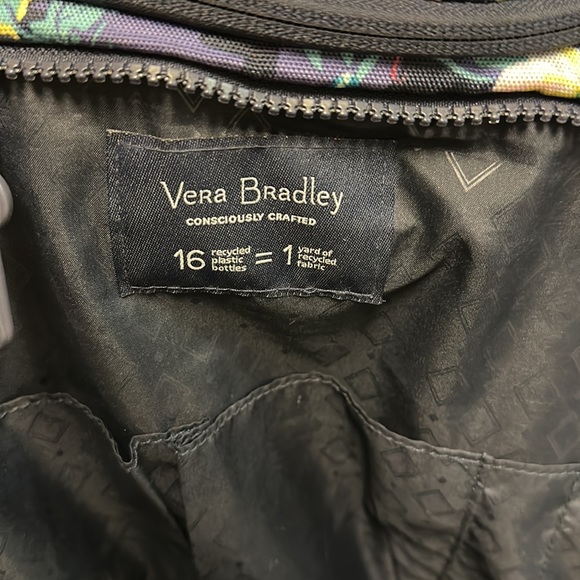 Vera Bradley
CONSCIOUSLY CRAFTED
16 recycled plastic bottles = 1 yard of recycled fabric